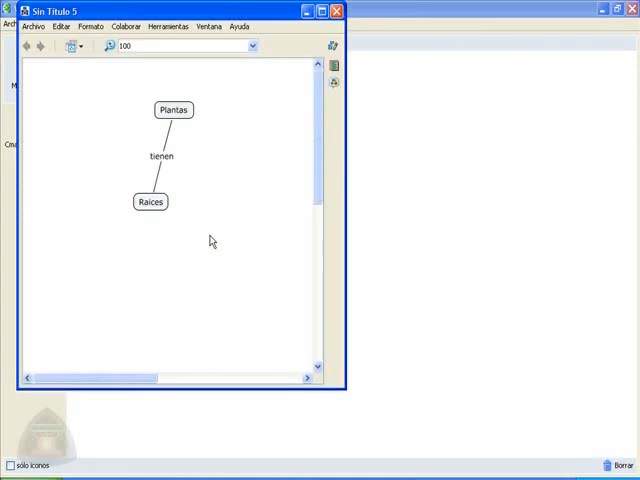 Sin Título 5
Archivo Editar Formato Colaborar Herramientas Ventana Ayuda
100
Plantas
tienen
Raices
sólo iconos
Borrar